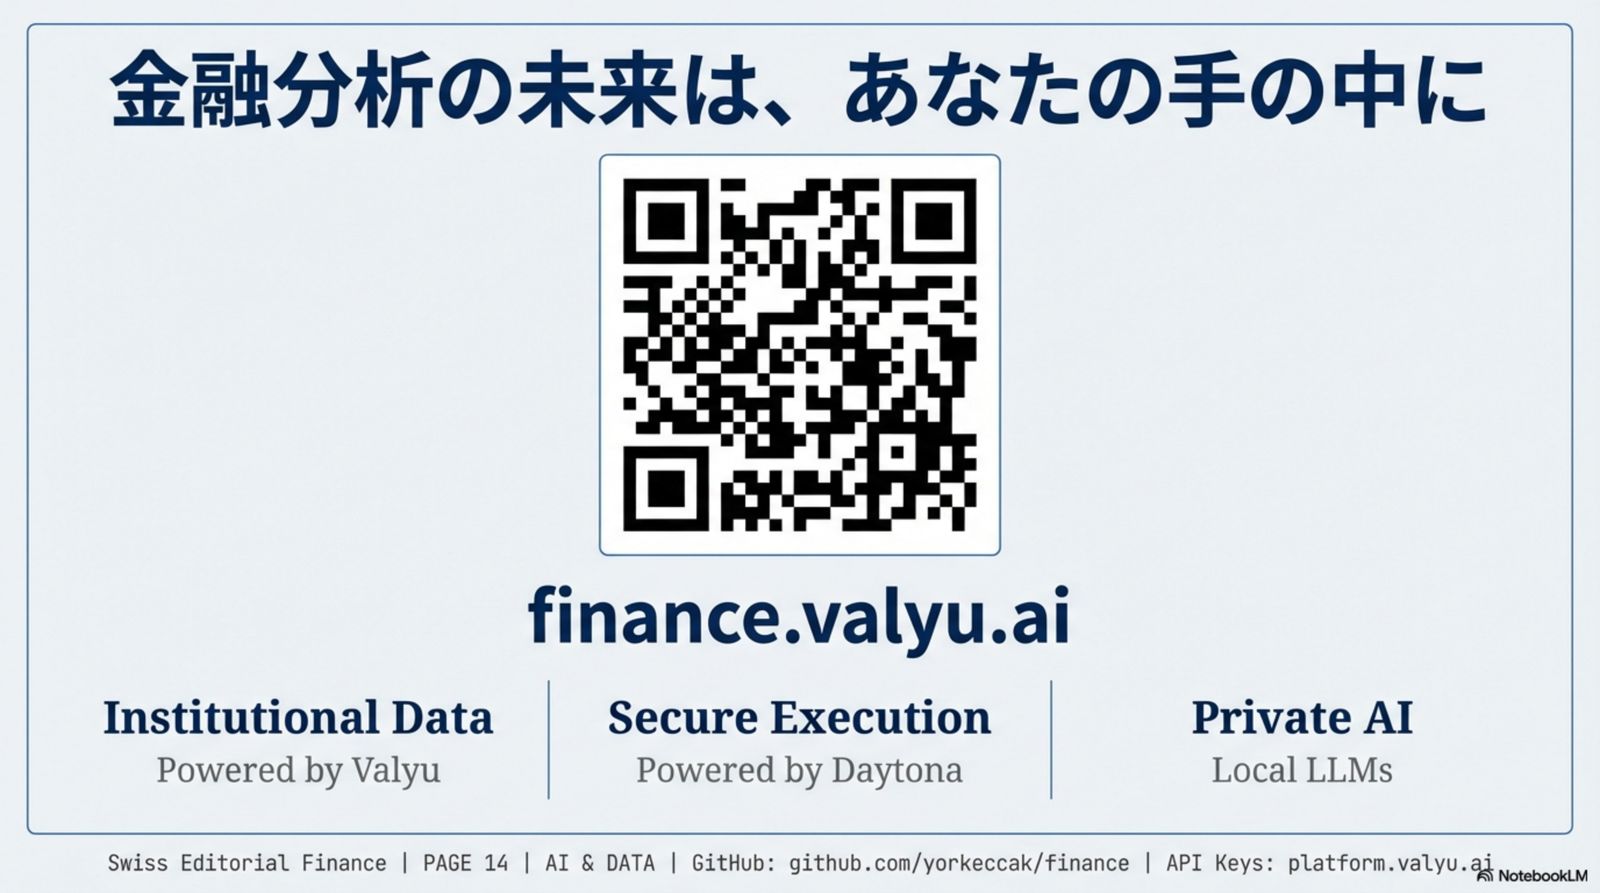 金融分析の未来は、あなたの手の中に
finance.valyu.ai
Institutional Data
Powered by Valyu
Secure Execution
Powered by Daytona
Private AI
Local LLMs
Swiss Editorial Finance | PAGE 14 | AI & DATA | GitHub: github.com/yorkeccak/finance | API Keys: platform.valyu.ai
NotebookLM